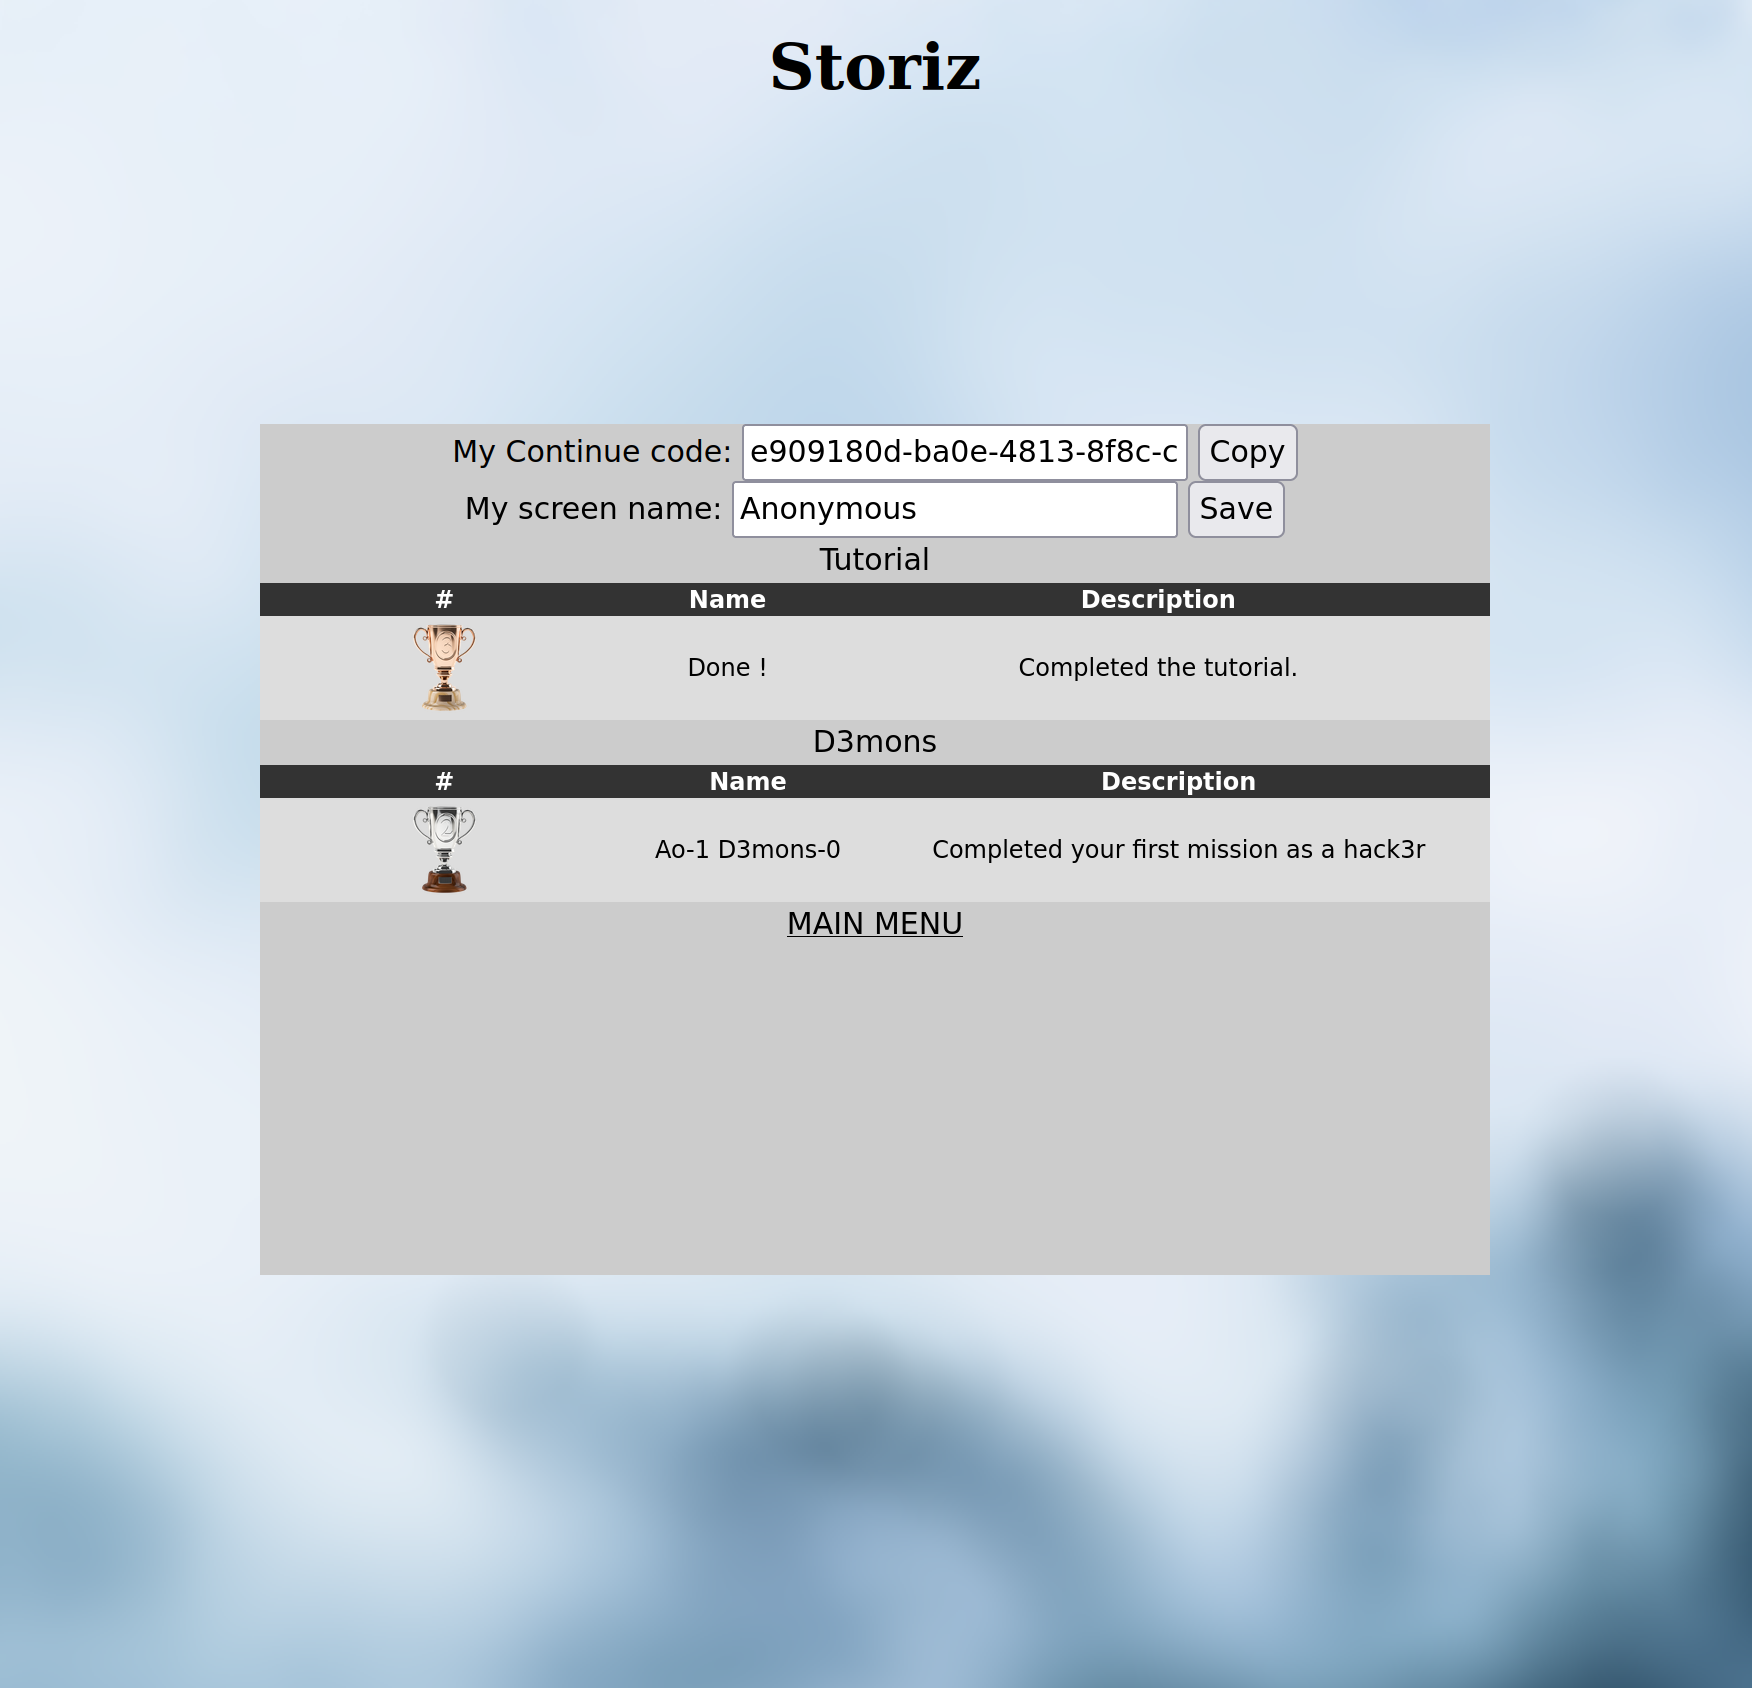 Storiz
My Continue code: e909180d-ba0e-4813-8f8c-c Copy
My screen name: Anonymous Save
Tutorial
# Name Description
3 Done ! Completed the tutorial.
D3mons
# Name Description
2 Ao-1 D3mons-0 Completed your first mission as a hack3r
MAIN MENU